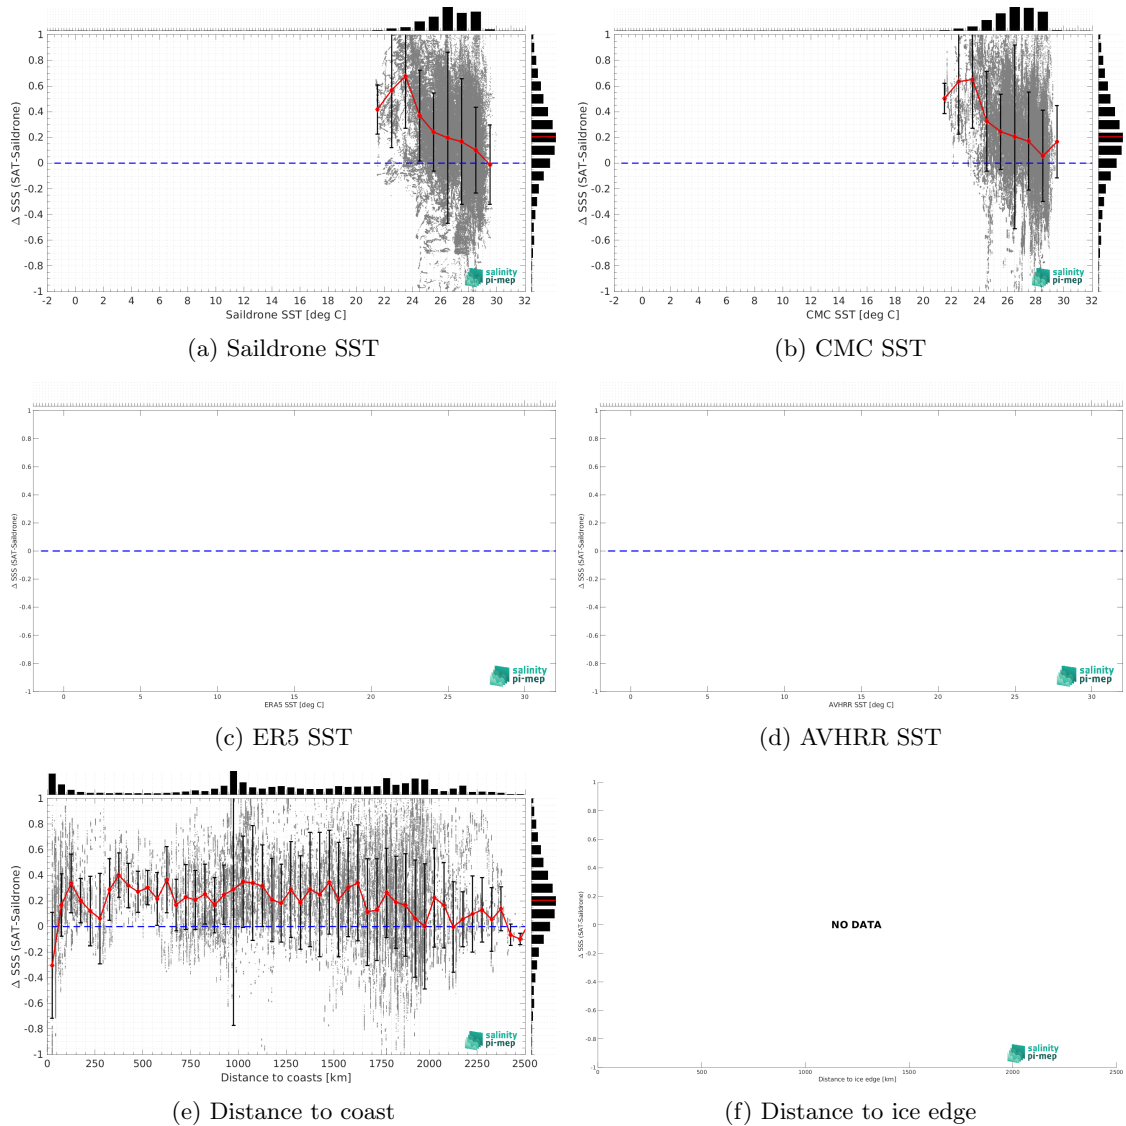 1
0.8
0.6
0.4
0.2
0
-0.2
-0.4
-0.6
-0.8
-1
Δ SSS (SAT-Saildrone)
-2 0 2 4 6 8 10 12 14 16 18 20 22 24 26 28 30 32
Saildrone SST [deg C]
salinity
pi-mep
(a) Saildrone SST
1
0.8
0.6
0.4
0.2
0
-0.2
-0.4
-0.6
-0.8
-1
Δ SSS (SAT-Saildrone)
-2 0 2 4 6 8 10 12 14 16 18 20 22 24 26 28 30 32
CMC SST [deg C]
salinity
pi-mep
(b) CMC SST
1
0.8
0.6
0.4
0.2
0
-0.2
-0.4
-0.6
-0.8
-1
Δ SSS (SAT-Saildrone)
0 5 10 15 20 25 30
ERA5 SST [deg C]
salinity
pi-mep
(c) ER5 SST
1
0.8
0.6
0.4
0.2
0
-0.2
-0.4
-0.6
-0.8
-1
Δ SSS (SAT-Saildrone)
0 5 10 15 20 25 30
AVHRR SST [deg C]
salinity
pi-mep
(d) AVHRR SST
1
0.8
0.6
0.4
0.2
0
-0.2
-0.4
-0.6
-0.8
-1
Δ SSS (SAT-Saildrone)
0 250 500 750 1000 1250 1500 1750 2000 2250 2500
Distance to coasts [km]
salinity
pi-mep
(e) Distance to coast
1
0.8
0.6
0.4
0.2
0
-0.2
-0.4
-0.6
-0.8
-1
Δ SSS (SAT-Saildrone)
NO DATA
0 500 1000 1500 2000 2500
Distance to ice edge [km]
salinity
pi-mep
(f) Distance to ice edge